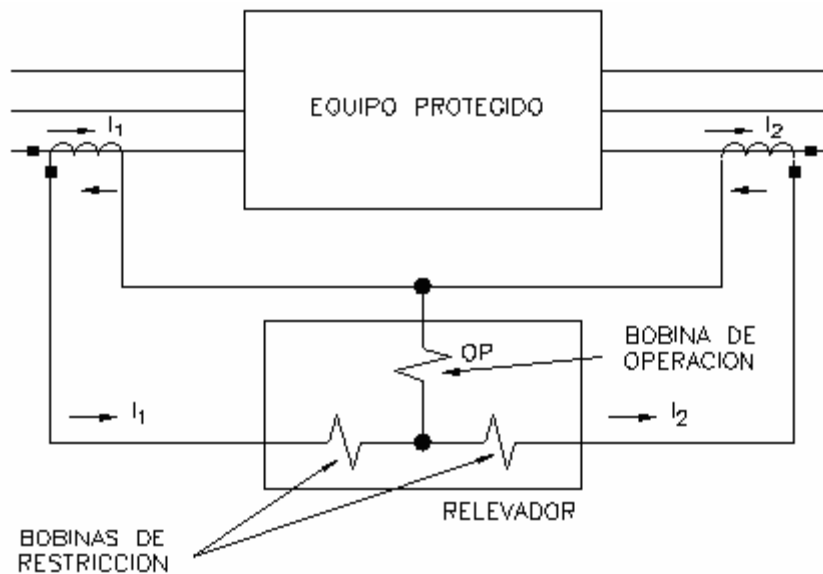 EQUIPO PROTEGIDO
I1
I2
OP
BOBINA DE
OPERACION
I1
I2
RELEVADOR
BOBINAS DE
RESTRICCION